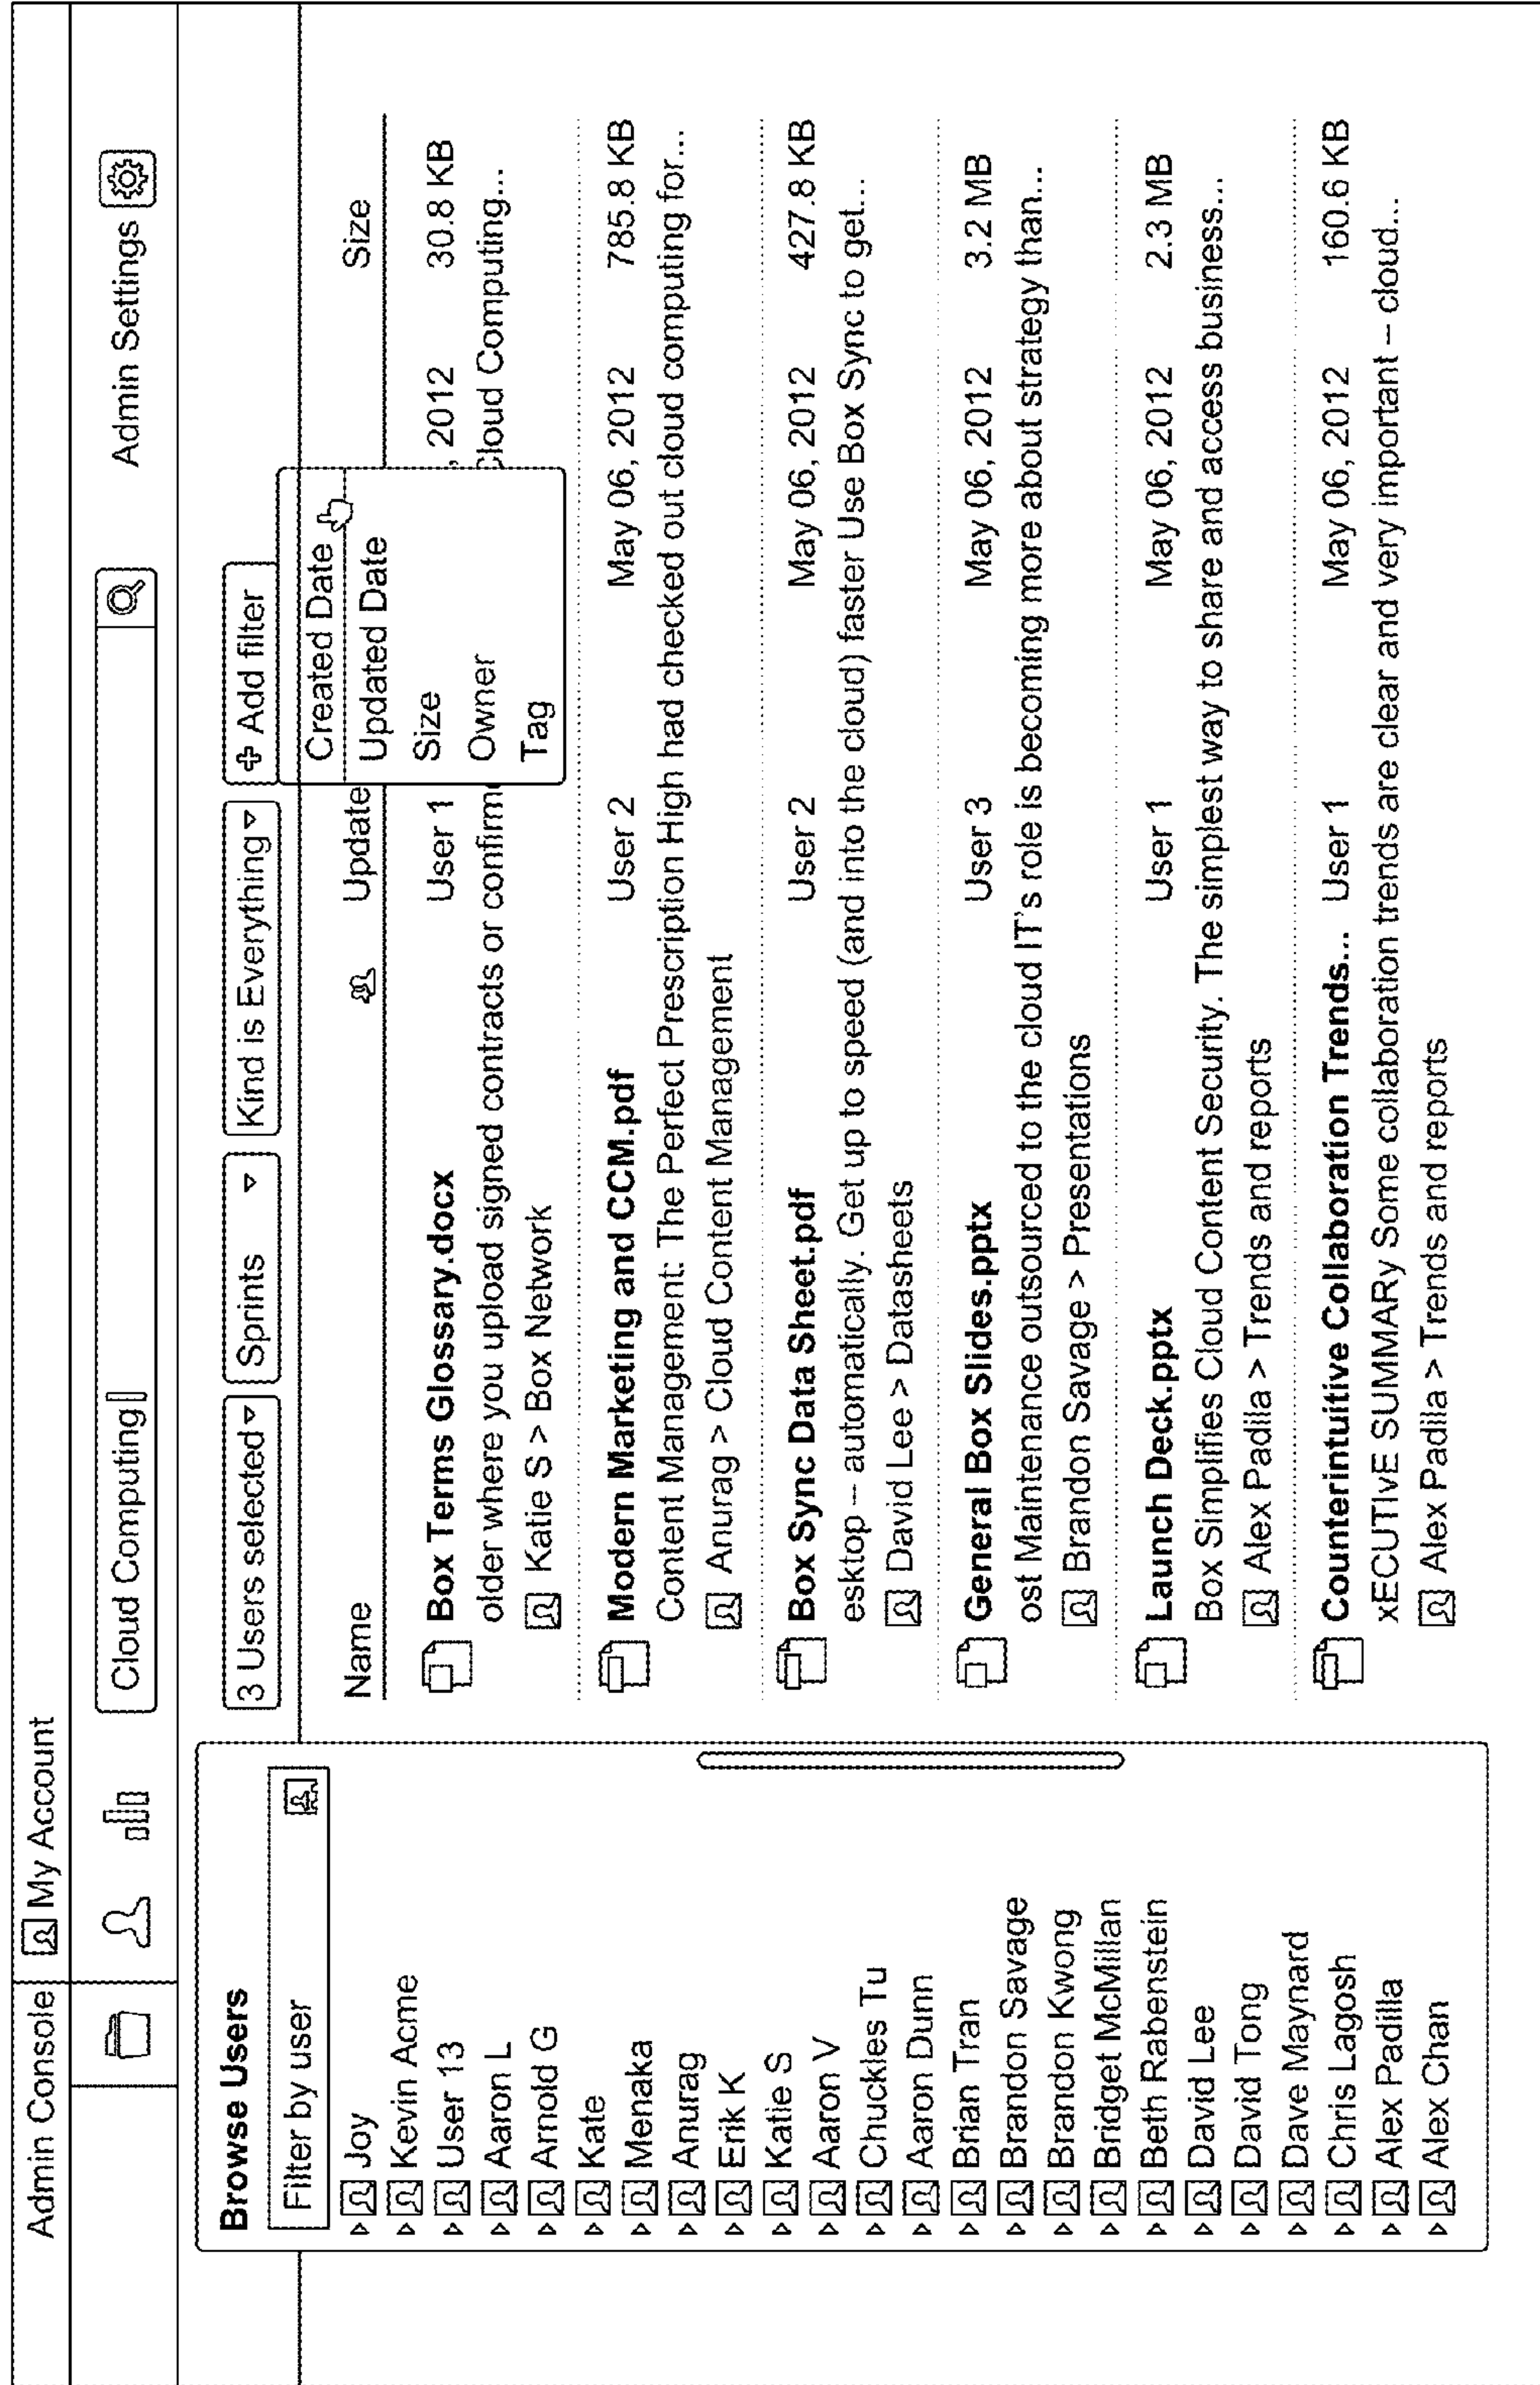 Admin Console
My Account
Cloud Computing
Admin Settings
Browse Users
Filter by user
Joy
Kevin Acme
User 13
Aaron L
Arnold G
Kate
Menaka
Anurag
Erik K
Katie S
Aaron V
Chuckles Tu
Aaron Dunn
Brian Tran
Brandon Savage
Brandon Kwong
Bridget McMillan
Beth Rabenstein
David Lee
David Tong
Dave Maynard
Chris Lagosh
Alex Padilla
Alex Chan
3 Users selected Sprints Kind is Everything Add filter
Created Date
Updated Date
Size
Owner
Tag
Name Update Size
Box Terms Glossary.docx User 1 , 2012 30.8 KB
older where you upload signed contracts or confirm Cloud Computing...
Katie S > Box Network
Modern Marketing and CCM.pdf User 2 May 06, 2012 785.8 KB
Content Management: The Perfect Prescription High had checked out cloud computing for...
Anurag > Cloud Content Management
Box Sync Data Sheet.pdf User 2 May 06, 2012 427.8 KB
esktop – automatically. Get up to speed (and into the cloud) faster Use Box Sync to get...
David Lee > Datasheets
General Box Slides.pptx User 3 May 06, 2012 3.2 MB
ost Maintenance outsourced to the cloud IT's role is becoming more about strategy than...
Brandon Savage > Presentations
Launch Deck.pptx User 1 May 06, 2012 2.3 MB
Box Simplifies Cloud Content Security. The simplest way to share and access business...
Alex Padilla > Trends and reports
Counterintuitive Collaboration Trends... User 1 May 06, 2012 160.6 KB
xECUTIVE SUMMARy Some collaboration trends are clear and very important – cloud...
Alex Padilla > Trends and reports